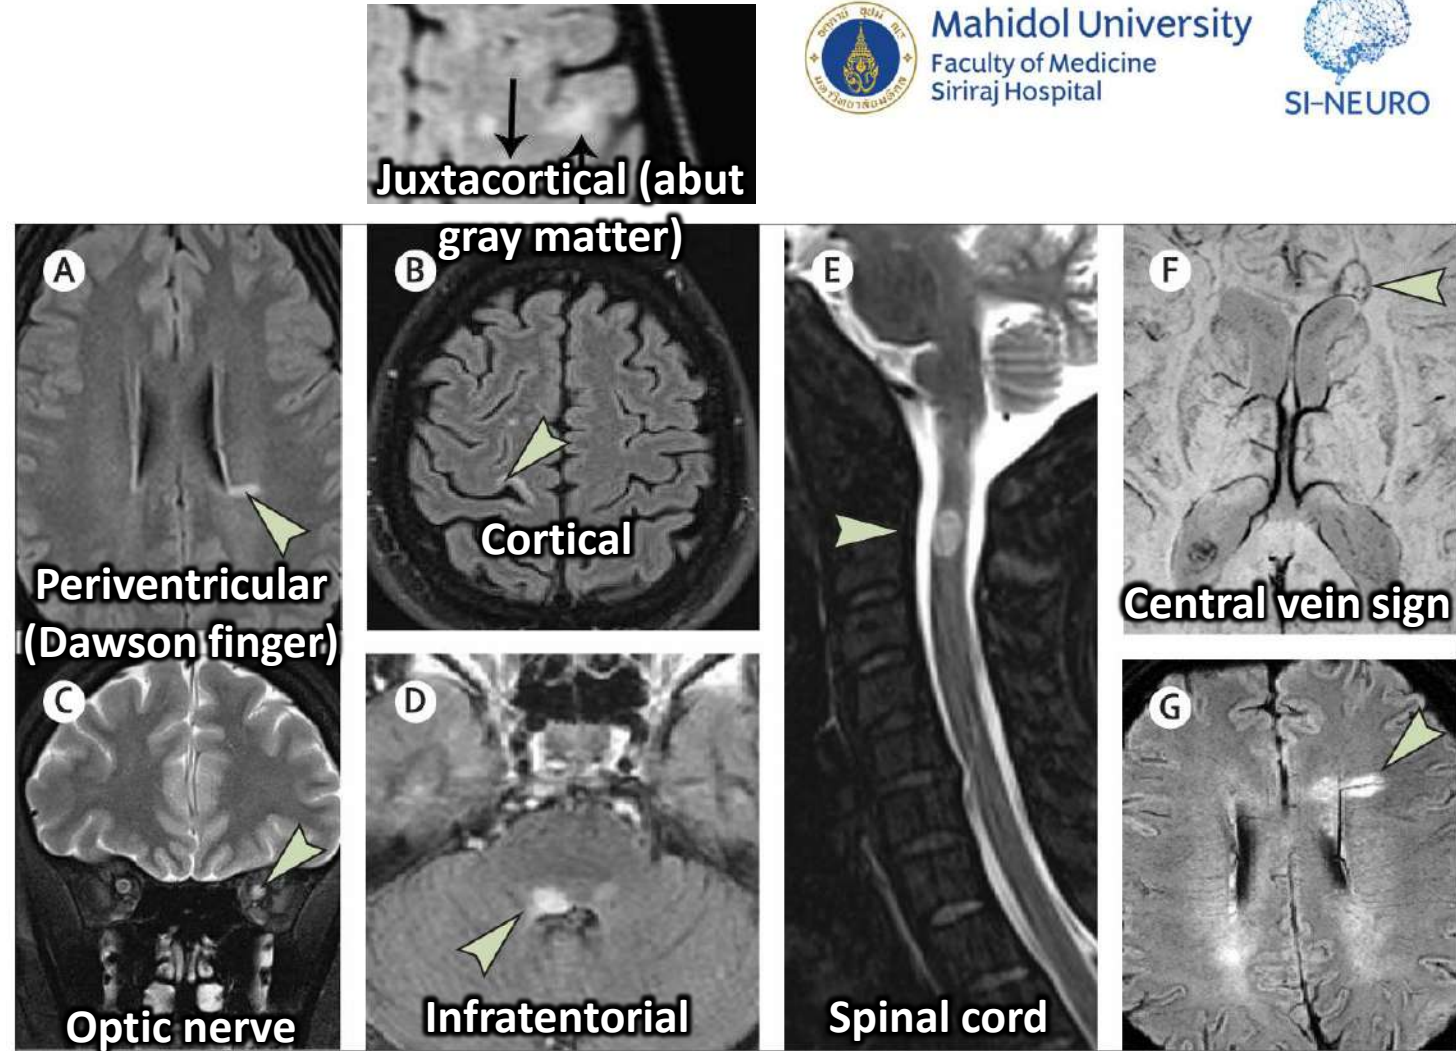 Mahidol University
Faculty of Medicine
Siriraj Hospital
SI-NEURO
Juxtacortical (abut
gray matter)
A
B
E
F
Cortical
Periventricular
(Dawson finger)
Central vein sign
C
D
G
Optic nerve
Infratentorial
Spinal cord